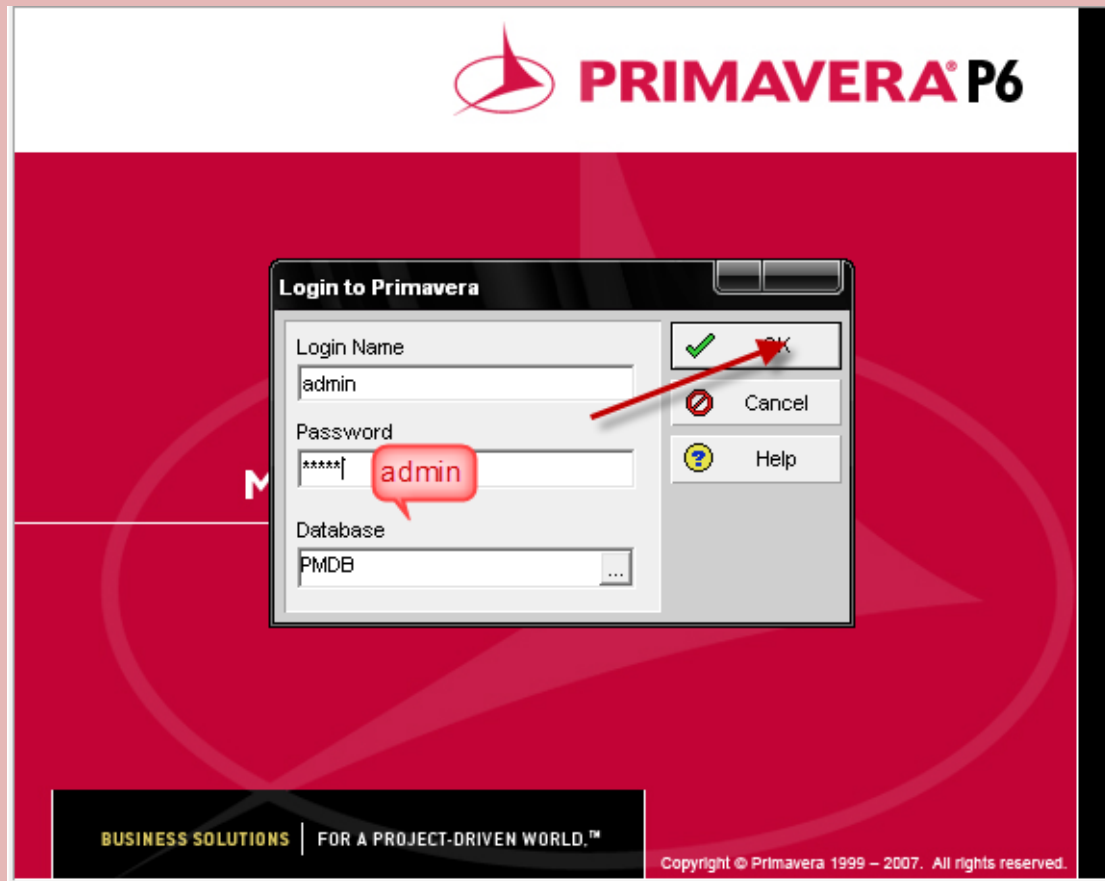 PRIMAVERA® P6
Login to Primavera
Login Name
admin
Password
*****
admin
Database
PMDB
...
OK
Cancel
Help
M
BUSINESS SOLUTIONS | FOR A PROJECT-DRIVEN WORLD.™
Copyright © Primavera 1999 – 2007. All rights reserved.